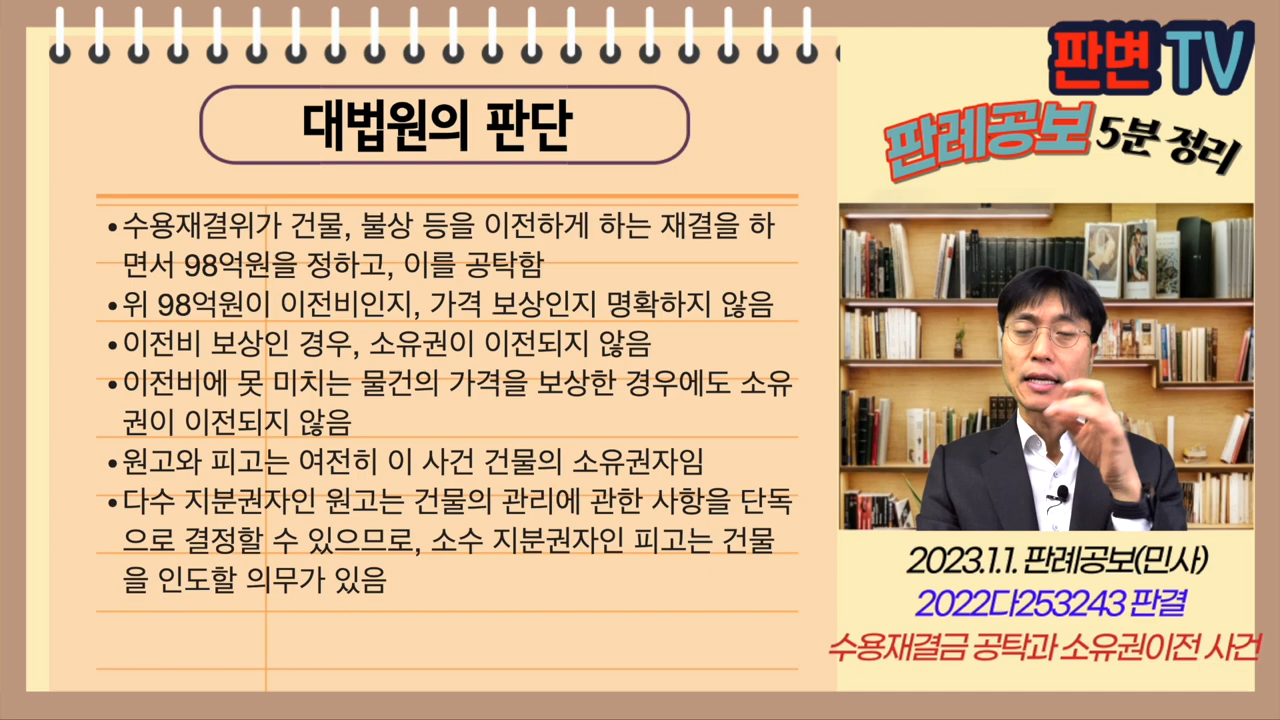 대법원의 판단
•수용재결위가 건물, 불상 등을 이전하게 하는 재결을 하
면서 98억원을 정하고, 이를 공탁함
•위 98억원이 이전비인지, 가격 보상인지 명확하지 않음
•이전비 보상인 경우, 소유권이 이전되지 않음
•이전비에 못 미치는 물건의 가격을 보상한 경우에도 소유
권이 이전되지 않음
•원고와 피고는 여전히 이 사건 건물의 소유권자임
•다수 지분권자인 원고는 건물의 관리에 관한 사항을 단독
으로 결정할 수 있으므로, 소수 지분권자인 피고는 건물
을 인도할 의무가 있음
판변 TV
판례공보 5분 정리
2023.1.1. 판례공보(민사)
2022다253243 판결
수용재결금 공탁과 소유권이전 사건